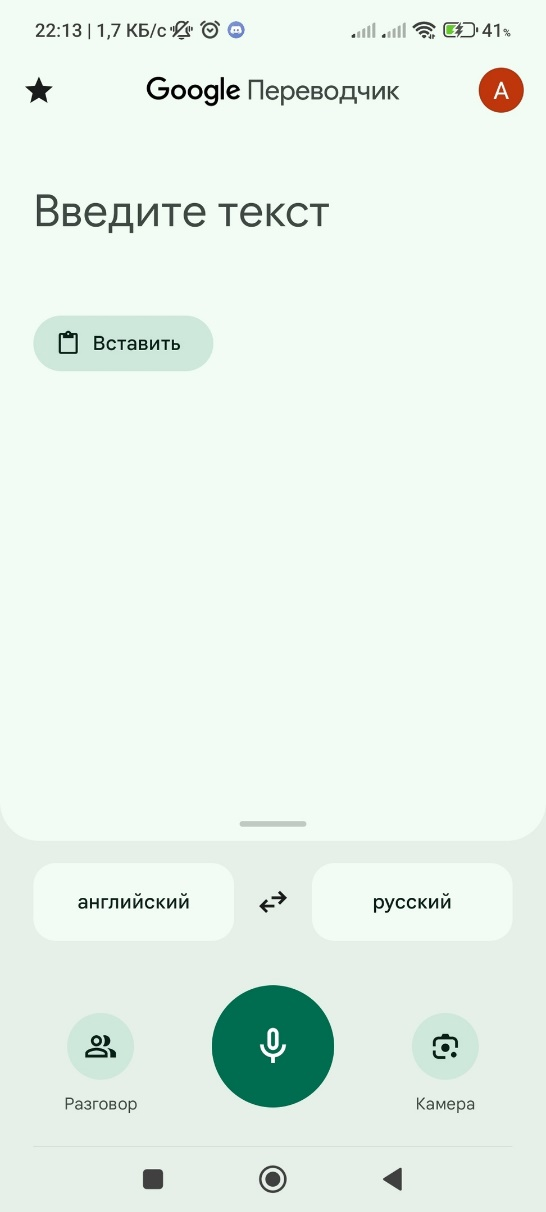 22:13 | 1,7 КБ/с 41%
Google Переводчик
А
Введите текст
Вставить
английский русский
Разговор Камера